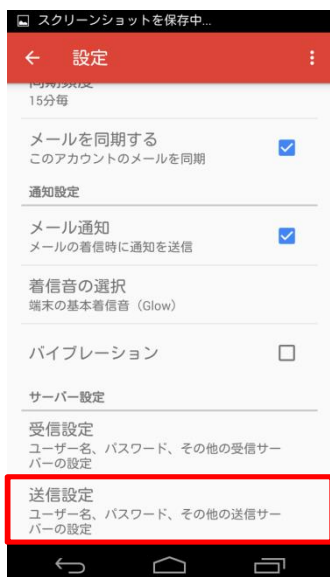 スクリーンショットを保存中...
設定
同期頻度
15分毎
メールを同期する
このアカウントのメールを同期
通知設定
メール通知
メールの着信時に通知を送信
着信音の選択
端末の基本着信音（Glow）
バイブレーション
サーバー設定
受信設定
ユーザー名、パスワード、その他の受信サー
バーの設定
送信設定
ユーザー名、パスワード、その他の送信サー
バーの設定